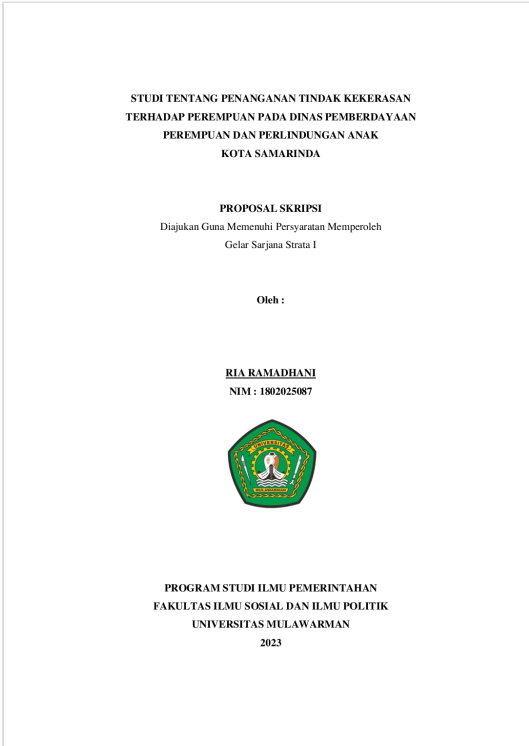 STUDI TENTANG PENANGANAN TINDAK KEKERASAN
TERHADAP PEREMPUAN PADA DINAS PEMBERDAYAAN
PEREMPUAN DAN PERLINDUNGAN ANAK
KOTA SAMARINDA
PROPOSAL SKRIPSI
Diajukan Guna Memenuhi Persyaratan Memperoleh
Gelar Sarjana Strata I
Oleh :
RIA RAMADHANI
NIM : 1802025087
UNIVERSITAS
MULAWARMAN
PROGRAM STUDI ILMU PEMERINTAHAN
FAKULTAS ILMU SOSIAL DAN ILMU POLITIK
UNIVERSITAS MULAWARMAN
2023